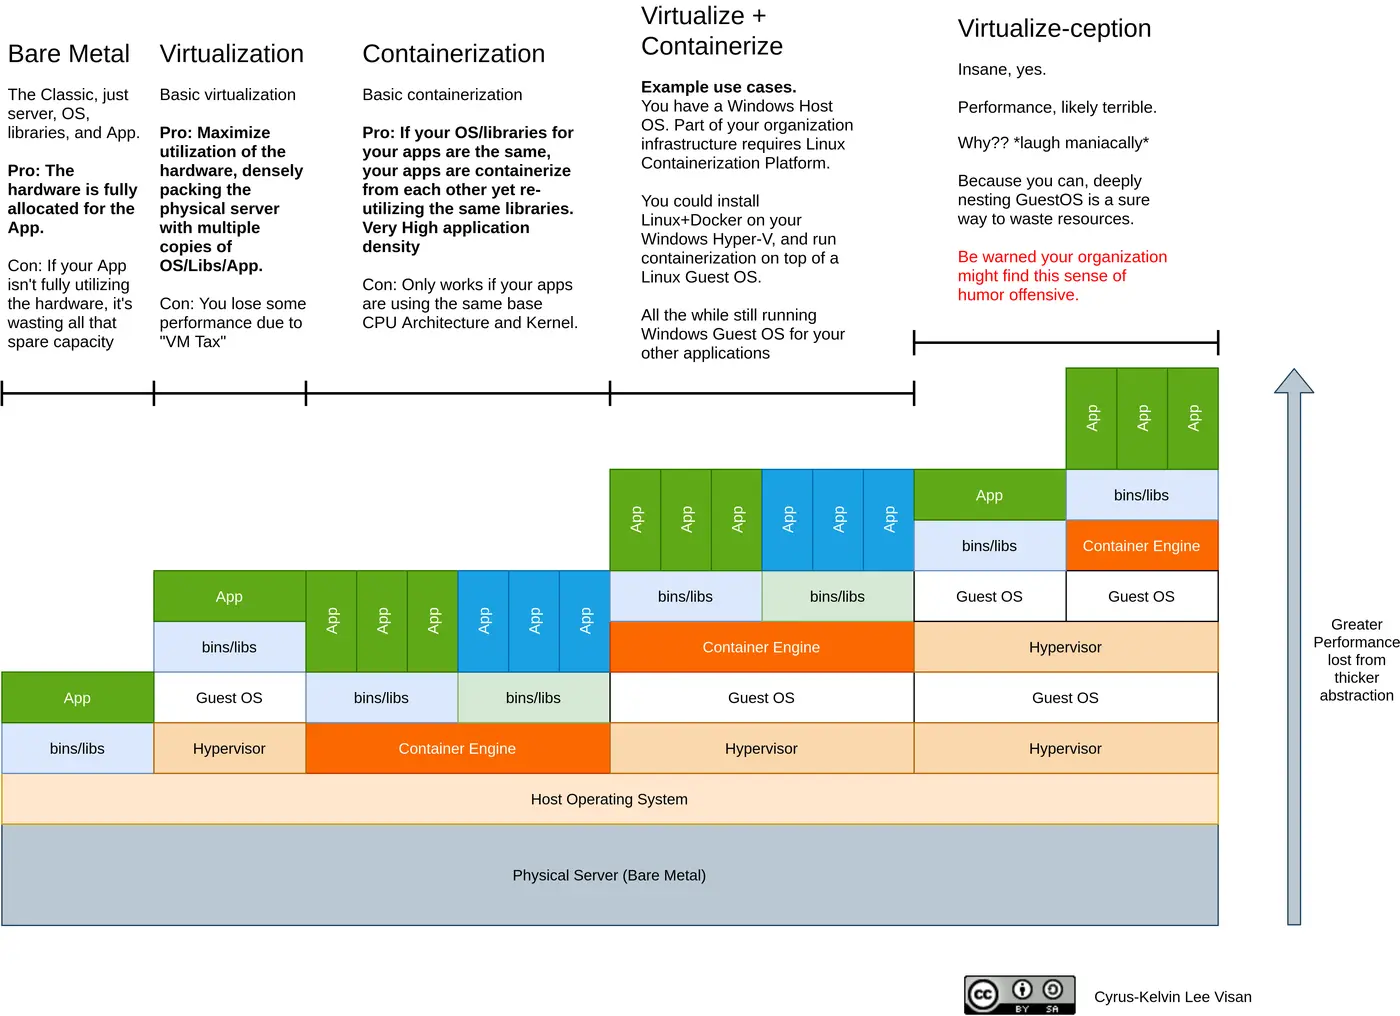 Bare Metal
The Classic, just
server, OS,
libraries, and App.
Pro: The
hardware is fully
allocated for the
App.
Con: If your App
isn't fully utilizing
the hardware, it's
wasting all that
spare capacity
Virtualization
Basic virtualization
Pro: Maximize
utilization of the
hardware, densely
packing the
physical server
with multiple
copies of
OS/Libs/App.
Con: You lose some
performance due to
"VM Tax"
Containerization
Basic containerization
Pro: If your OS/libraries for
your apps are the same,
your apps are containerize
from each other yet re-
utilizing the same libraries.
Very High application
density
Con: Only works if your apps
are using the same base
CPU Architecture and Kernel.
Virtualize +
Containerize
Example use cases.
You have a Windows Host
OS. Part of your organization
infrastructure requires Linux
Containerization Platform.
You could install
Linux+Docker on your
Windows Hyper-V, and run
containerization on top of a
Linux Guest OS.
All the while still running
Windows Guest OS for your
other applications
Virtualize-ception
Insane, yes.
Performance, likely terrible.
Why?? *laugh maniacally*
Because you can, deeply
nesting GuestOS is a sure
way to waste resources.
Be warned your organization
might find this sense of
humor offensive.
App
bins/libs
App
bins/libs
Guest OS
Hypervisor
App
App
App
App
App
App
bins/libs
bins/libs
Container Engine
App
App
App
App
App
App
bins/libs
bins/libs
Container Engine
Guest OS
Hypervisor
App
App
App
App
bins/libs
bins/libs
Container Engine
Guest OS
Guest OS
Hypervisor
Guest OS
Hypervisor
Host Operating System
Physical Server (Bare Metal)
Greater
Performance
lost from
thicker
abstraction
cc
BY SA
Cyrus-Kelvin Lee Visan